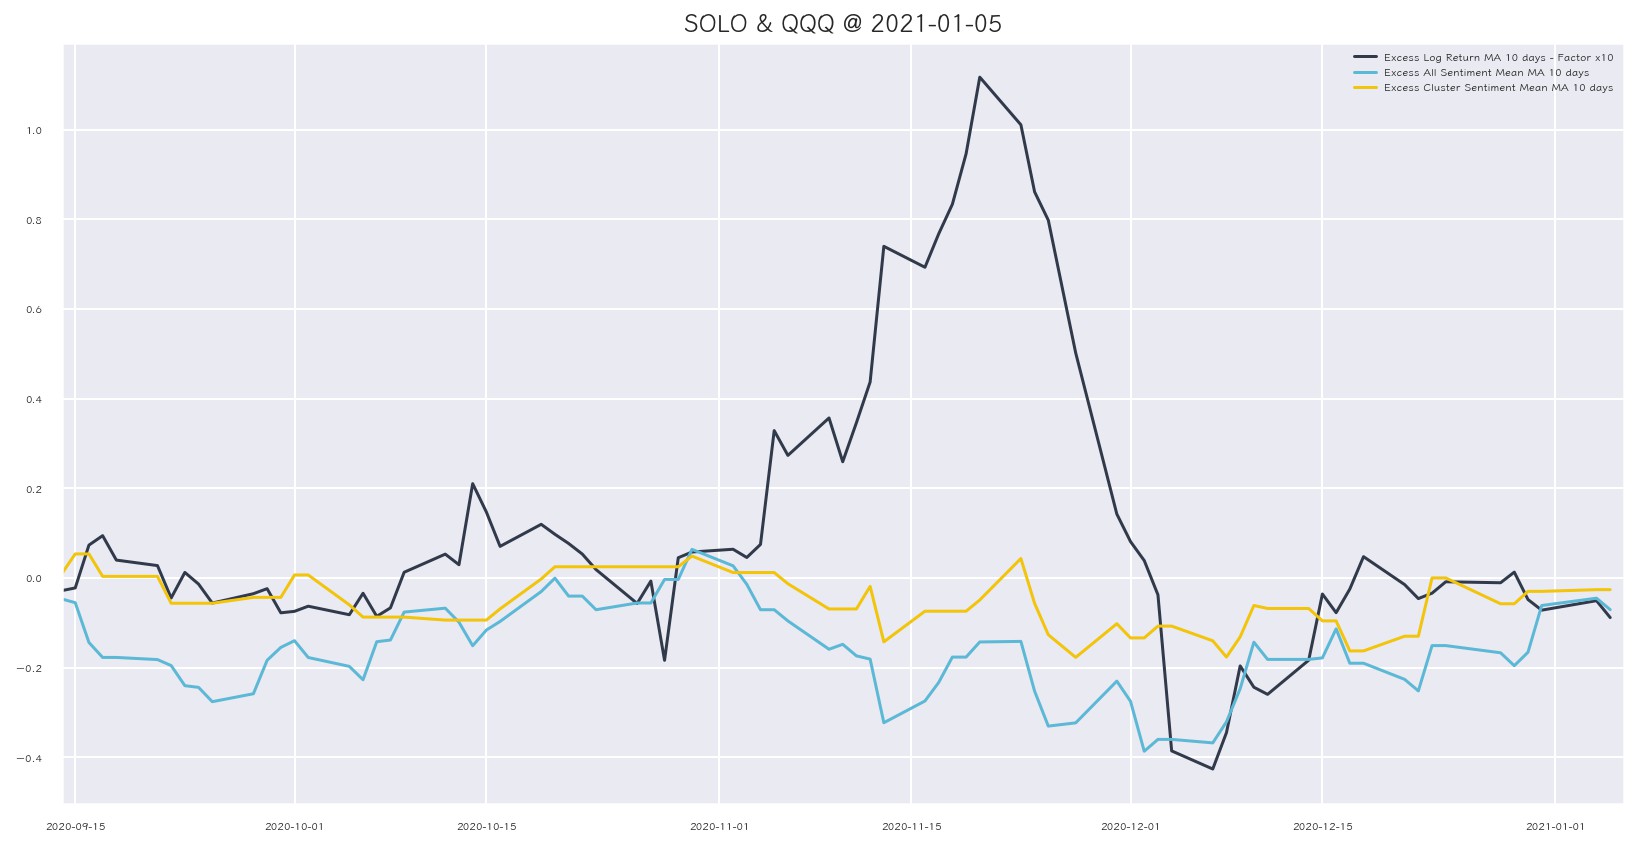 SOLO & QQQ @ 2021-01-05
Excess Log Return MA 10 days - Factor x10
Excess All Sentiment Mean MA 10 days
Excess Cluster Sentiment Mean MA 10 days
1.0
0.8
0.6
0.4
0.2
0.0
−0.2
−0.4
2020-09-15 2020-10-01 2020-10-15 2020-11-01 2020-11-15 2020-12-01 2020-12-15 2021-01-01